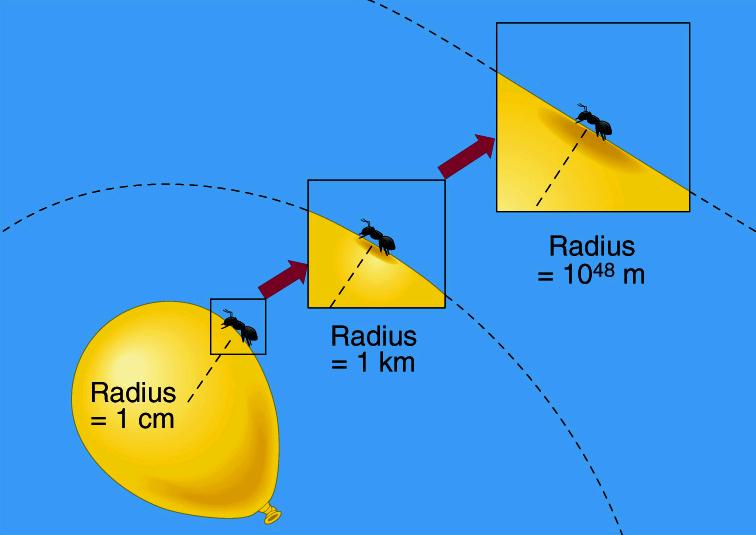 Radius
= 10⁴⁸ m
Radius
= 1 km
Radius
= 1 cm